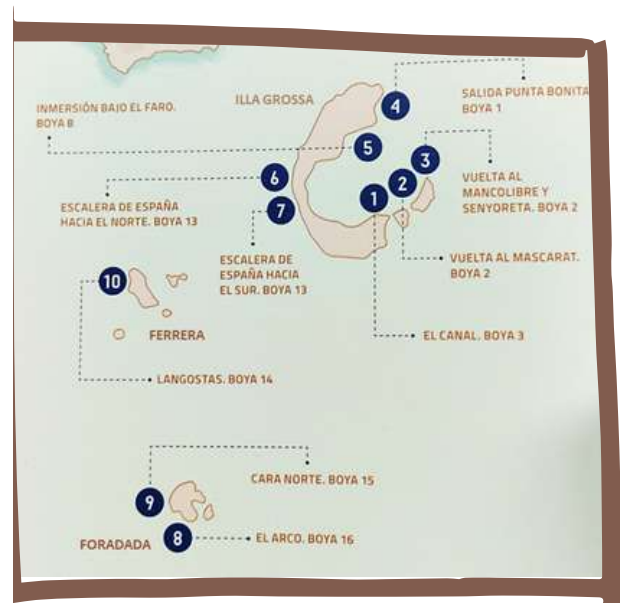 ILLA GROSSA
SALIDA PUNTA BONITA
BOYA 1
INMERSIÓN BAJO EL FARO.
BOYA 8
4
5
3
6
2
1
7
VUELTA AL
MANCOLIBRE Y
SENYORETA. BOYA 2
ESCALERA DE ESPAÑA
HACIA EL NORTE. BOYA 13
ESCALERA DE
ESPAÑA HACIA
EL SUR. BOYA 13
VUELTA AL MASCARAT.
BOYA 2
10
FERRERA
EL CANAL. BOYA 3
LANGOSTAS. BOYA 14
CARA NORTE. BOYA 15
9
8
FORADADA
EL ARCO. BOYA 16